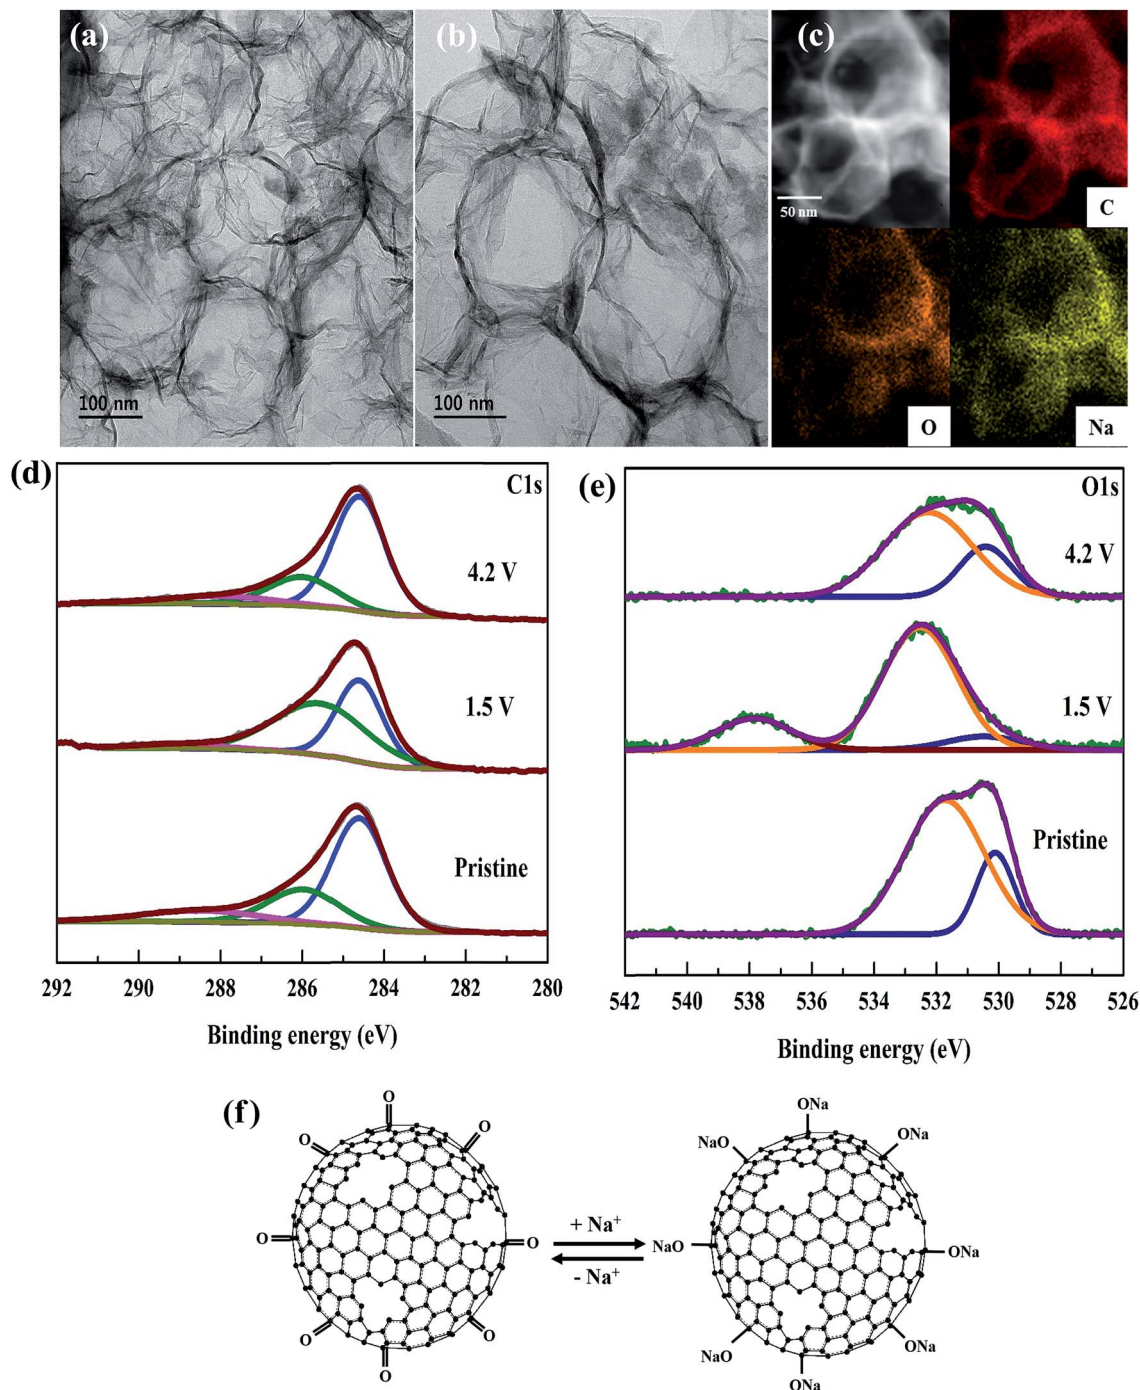 (a)
(b)
(c)
100 nm
100 nm
50 nm
C
O
Na
(d)
C1s
4.2 V
1.5 V
Pristine
292 290 288 286 284 282 280
Binding energy (eV)
(e)
O1s
4.2 V
1.5 V
Pristine
542 540 538 536 534 532 530 528 526
Binding energy (eV)
(f)
O
O
O
O
O
O
O
O
+ Na⁺
- Na⁺
ONa
NaO
ONa
NaO
ONa
NaO
ONa
ONa